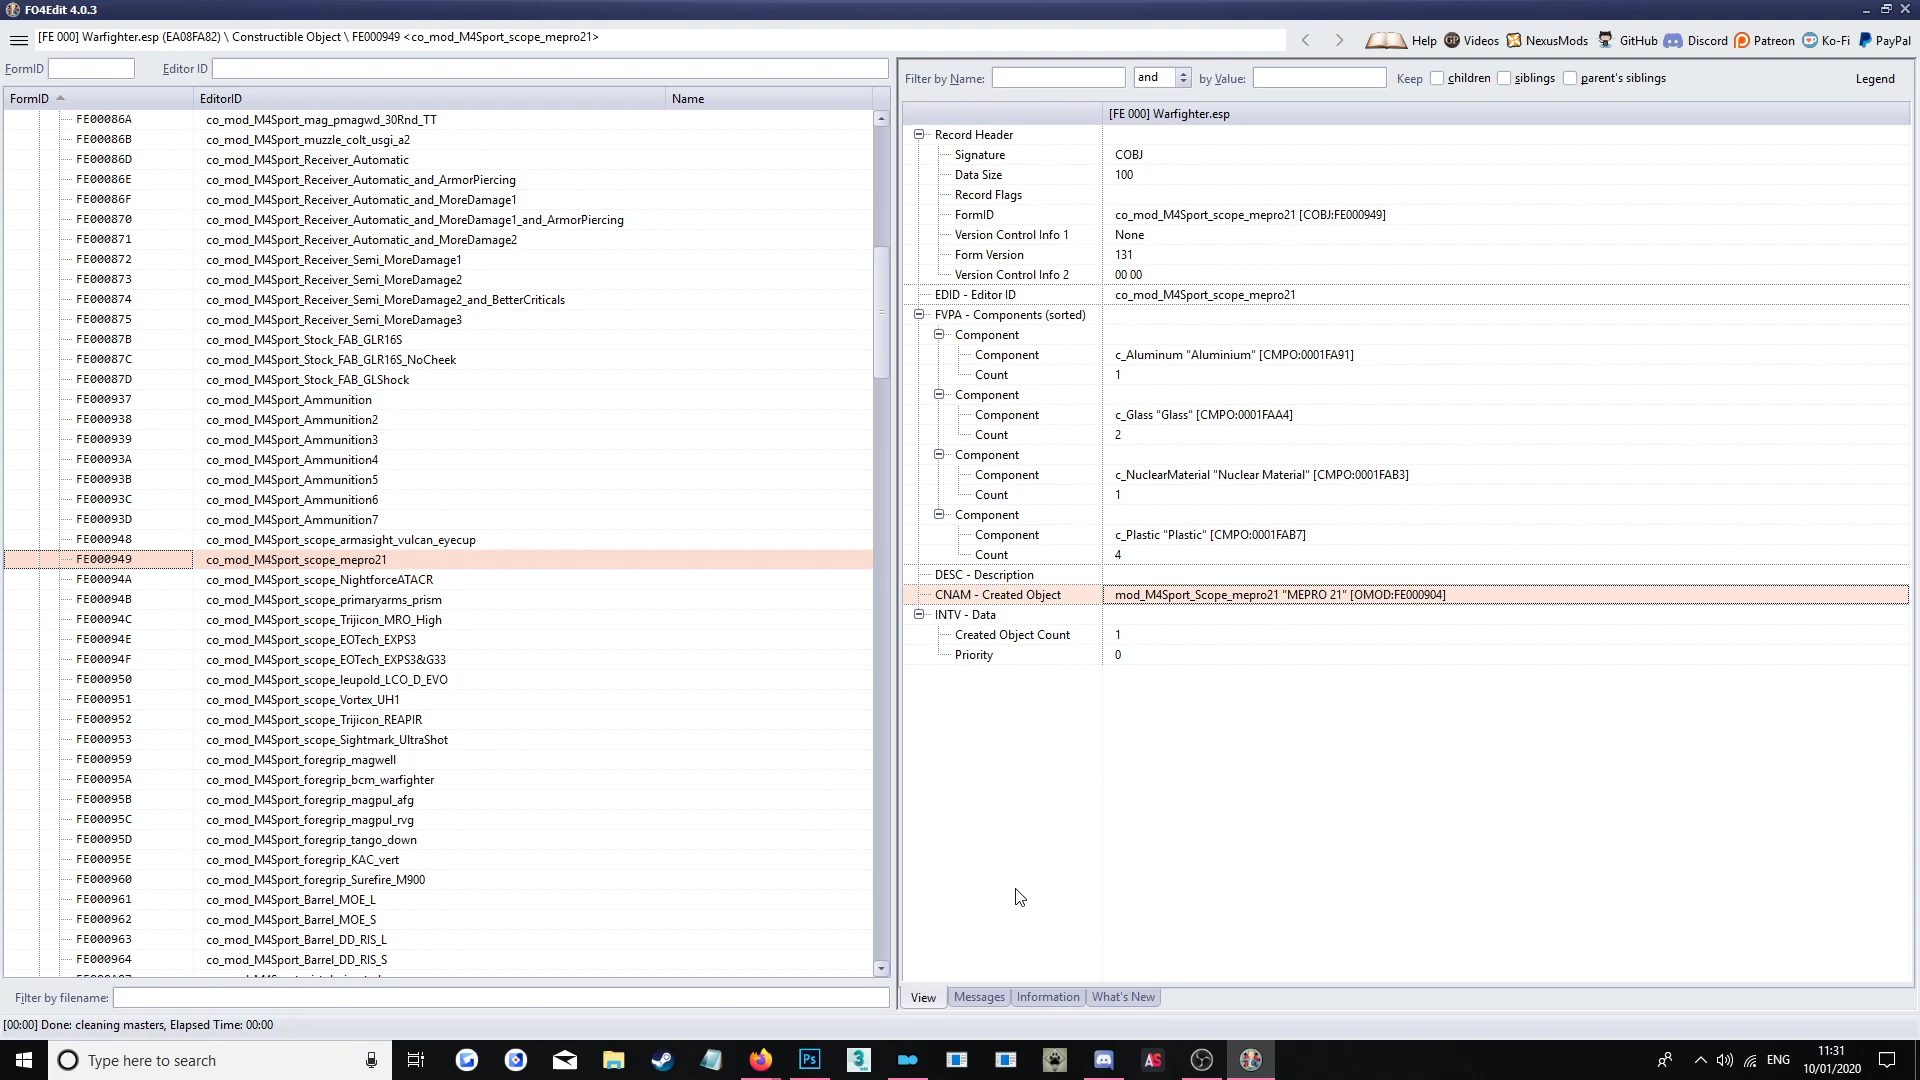 FO4Edit 4.0.3
[FE 000] Warfighter.esp (EA08FA82) \ Constructible Object \ FE000949 <co_mod_M4Sport_scope_mepro21>
Help
Videos
NexusMods
GitHub
Discord
Patreon
Ko-Fi
PayPal
FormID
Editor ID
FormID EditorID Name
FE00086A co_mod_M4Sport_mag_pmagwd_30Rnd_TT
FE00086B co_mod_M4Sport_muzzle_colt_usgi_a2
FE00086D co_mod_M4Sport_Receiver_Automatic
FE00086E co_mod_M4Sport_Receiver_Automatic_and_ArmorPiercing
FE00086F co_mod_M4Sport_Receiver_Automatic_and_MoreDamage1
FE000870 co_mod_M4Sport_Receiver_Automatic_and_MoreDamage1_and_ArmorPiercing
FE000871 co_mod_M4Sport_Receiver_Automatic_and_MoreDamage2
FE000872 co_mod_M4Sport_Receiver_Semi_MoreDamage1
FE000873 co_mod_M4Sport_Receiver_Semi_MoreDamage2
FE000874 co_mod_M4Sport_Receiver_Semi_MoreDamage2_and_BetterCriticals
FE000875 co_mod_M4Sport_Receiver_Semi_MoreDamage3
FE00087B co_mod_M4Sport_Stock_FAB_GLR16S
FE00087C co_mod_M4Sport_Stock_FAB_GLR16S_NoCheek
FE00087D co_mod_M4Sport_Stock_FAB_GLShock
FE000937 co_mod_M4Sport_Ammunition
FE000938 co_mod_M4Sport_Ammunition2
FE000939 co_mod_M4Sport_Ammunition3
FE00093A co_mod_M4Sport_Ammunition4
FE00093B co_mod_M4Sport_Ammunition5
FE00093C co_mod_M4Sport_Ammunition6
FE00093D co_mod_M4Sport_Ammunition7
FE000948 co_mod_M4Sport_scope_armasight_vulcan_eyecup
FE000949 co_mod_M4Sport_scope_mepro21
FE00094A co_mod_M4Sport_scope_NightforceATACR
FE00094B co_mod_M4Sport_scope_primaryarms_prism
FE00094C co_mod_M4Sport_scope_Trijicon_MRO_High
FE00094E co_mod_M4Sport_scope_EOTech_EXPS3
FE00094F co_mod_M4Sport_scope_EOTech_EXPS3&G33
FE000950 co_mod_M4Sport_scope_leupold_LCO_D_EVO
FE000951 co_mod_M4Sport_scope_Vortex_UH1
FE000952 co_mod_M4Sport_scope_Trijicon_REAPIR
FE000953 co_mod_M4Sport_scope_Sightmark_UltraShot
FE000959 co_mod_M4Sport_foregrip_magwell
FE00095A co_mod_M4Sport_foregrip_bcm_warfighter
FE00095B co_mod_M4Sport_foregrip_magpul_afg
FE00095C co_mod_M4Sport_foregrip_magpul_rvg
FE00095D co_mod_M4Sport_foregrip_tango_down
FE00095E co_mod_M4Sport_foregrip_KAC_vert
FE000960 co_mod_M4Sport_foregrip_Surefire_M900
FE000961 co_mod_M4Sport_Barrel_MOE_L
FE000962 co_mod_M4Sport_Barrel_MOE_S
FE000963 co_mod_M4Sport_Barrel_DD_RIS_L
FE000964 co_mod_M4Sport_Barrel_DD_RIS_S
Filter by filename:
[00:00] Done: cleaning masters, Elapsed Time: 00:00
Filter by Name: and by Value: Keep children siblings parent's siblings Legend
[FE 000] Warfighter.esp
Record Header
Signature COBJ
Data Size 100
Record Flags
FormID co_mod_M4Sport_scope_mepro21 [COBJ:FE000949]
Version Control Info 1 None
Form Version 131
Version Control Info 2 00 00
EDID - Editor ID co_mod_M4Sport_scope_mepro21
FVPA - Components (sorted)
Component
Component c_Aluminum "Aluminium" [CMPO:0001FA91]
Count 1
Component
Component c_Glass "Glass" [CMPO:0001FAA4]
Count 2
Component
Component c_NuclearMaterial "Nuclear Material" [CMPO:0001FAB3]
Count 1
Component
Component c_Plastic "Plastic" [CMPO:0001FAB7]
Count 4
DESC - Description
CNAM - Created Object mod_M4Sport_Scope_mepro21 "MEPRO 21" [OMOD:FE000904]
INTV - Data
Created Object Count 1
Priority 0
View Messages Information What's New
Type here to search
Ps
3
AS
ENG
11:31
10/01/2020